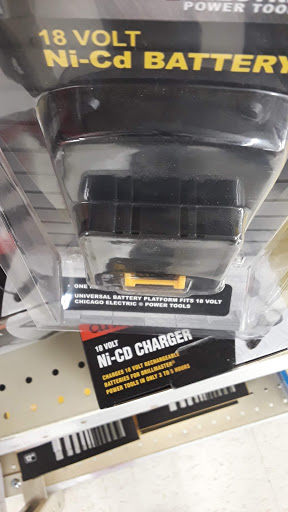 POWER TOOLS
18 VOLT
Ni-Cd BATTERY
ONE
UNIVERSAL BATTERY PLATFORM FITS 18 VOLT
CHICAGO ELECTRIC® POWER TOOLS
18 VOLT
Ni-CD CHARGER
CHARGES 18 VOLT RECHARGEABLE
BATTERIES FOR DRILLMASTER®
POWER TOOLS IN ONLY 3 TO 5 HOURS